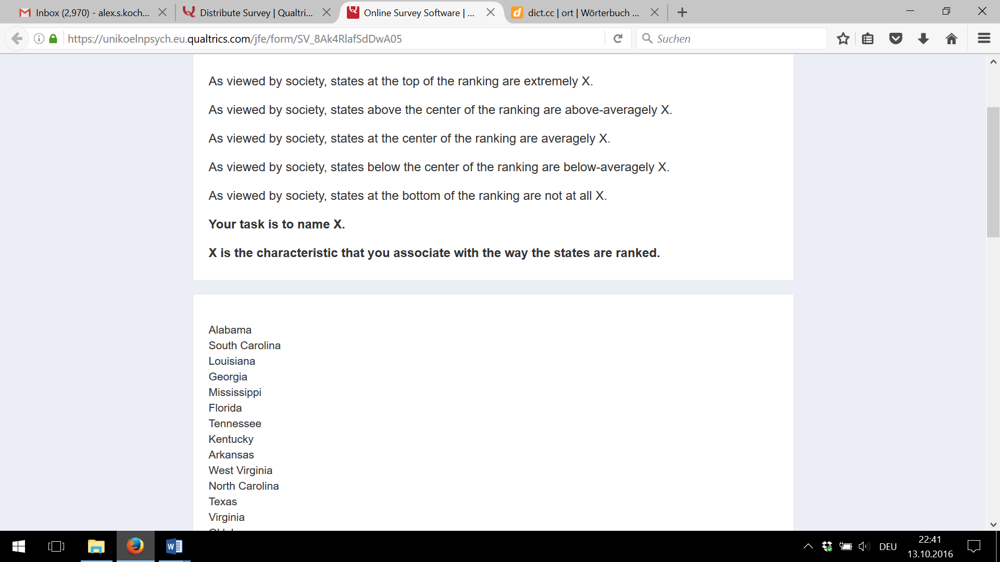 Inbox (2,970) - alex.s.koch...
Distribute Survey | Qualtri...
Online Survey Software | ...
dict.cc | ort | Wörterbuch ...
https://unikoelnpsych.eu.qualtrics.com/jfe/form/SV_8Ak4RlafSdDwA05
Suchen
As viewed by society, states at the top of the ranking are extremely X.
As viewed by society, states above the center of the ranking are above-averagely X.
As viewed by society, states at the center of the ranking are averagely X.
As viewed by society, states below the center of the ranking are below-averagely X.
As viewed by society, states at the bottom of the ranking are not at all X.
Your task is to name X.
X is the characteristic that you associate with the way the states are ranked.
Alabama
South Carolina
Louisiana
Georgia
Mississippi
Florida
Tennessee
Kentucky
Arkansas
West Virginia
North Carolina
Texas
Virginia
DEU
22:41
13.10.2016